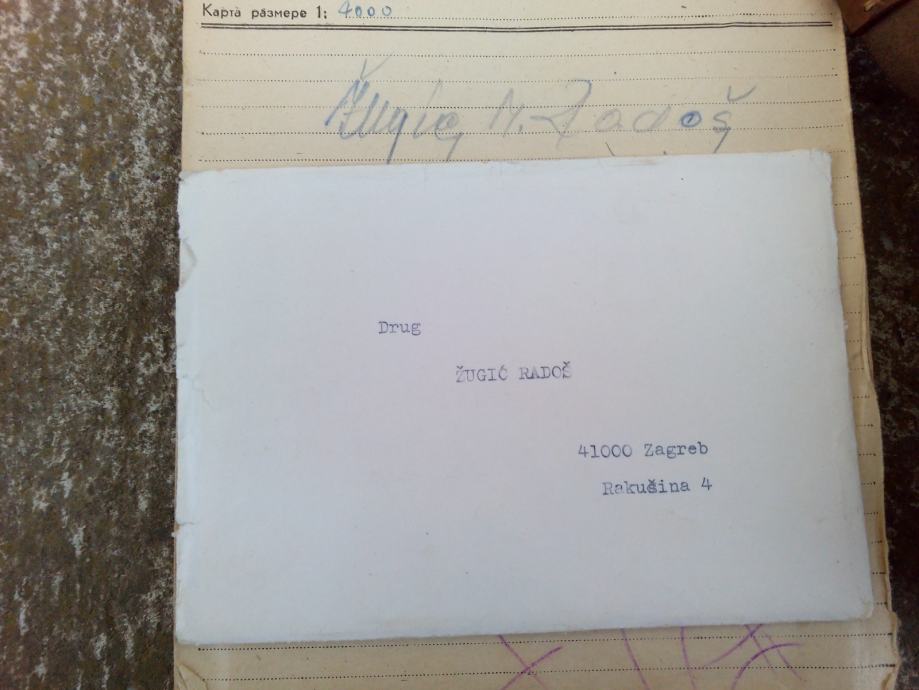 Карта размере 1: 4000
Žugić M. Radoš
Drug
ŽUGIĆ RADOŠ
41000 Zagreb
Rakušina 4